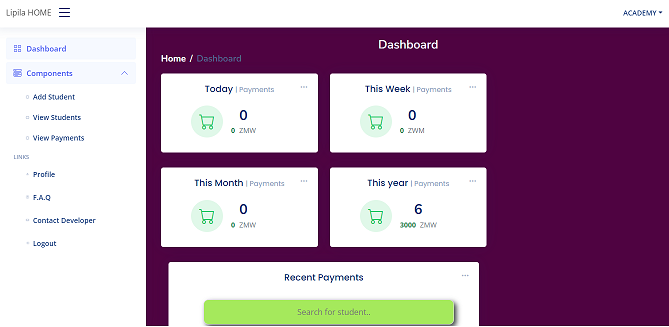 Lipila HOME
ACADEMY
Dashboard
Components
Add Student
View Students
View Payments
LINKS
Profile
F.A.Q
Contact Developer
Logout
Dashboard
Home / Dashboard
Today | Payments
0
0 ZMW
This Week | Payments
0
0 ZWM
This Month | Payments
0
0 ZMW
This year | Payments
6
3000 ZMW
Recent Payments
Search for student..